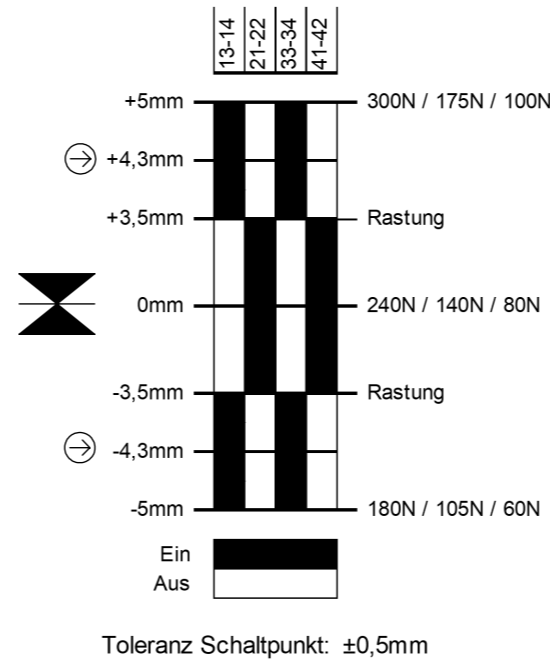 13-14 21-22 33-34 41-42
+5mm 300N / 175N / 100N
+4,3mm
+3,5mm Rastung
0mm 240N / 140N / 80N
-3,5mm Rastung
-4,3mm
-5mm 180N / 105N / 60N
Ein
Aus
Toleranz Schaltpunkt: ±0,5mm